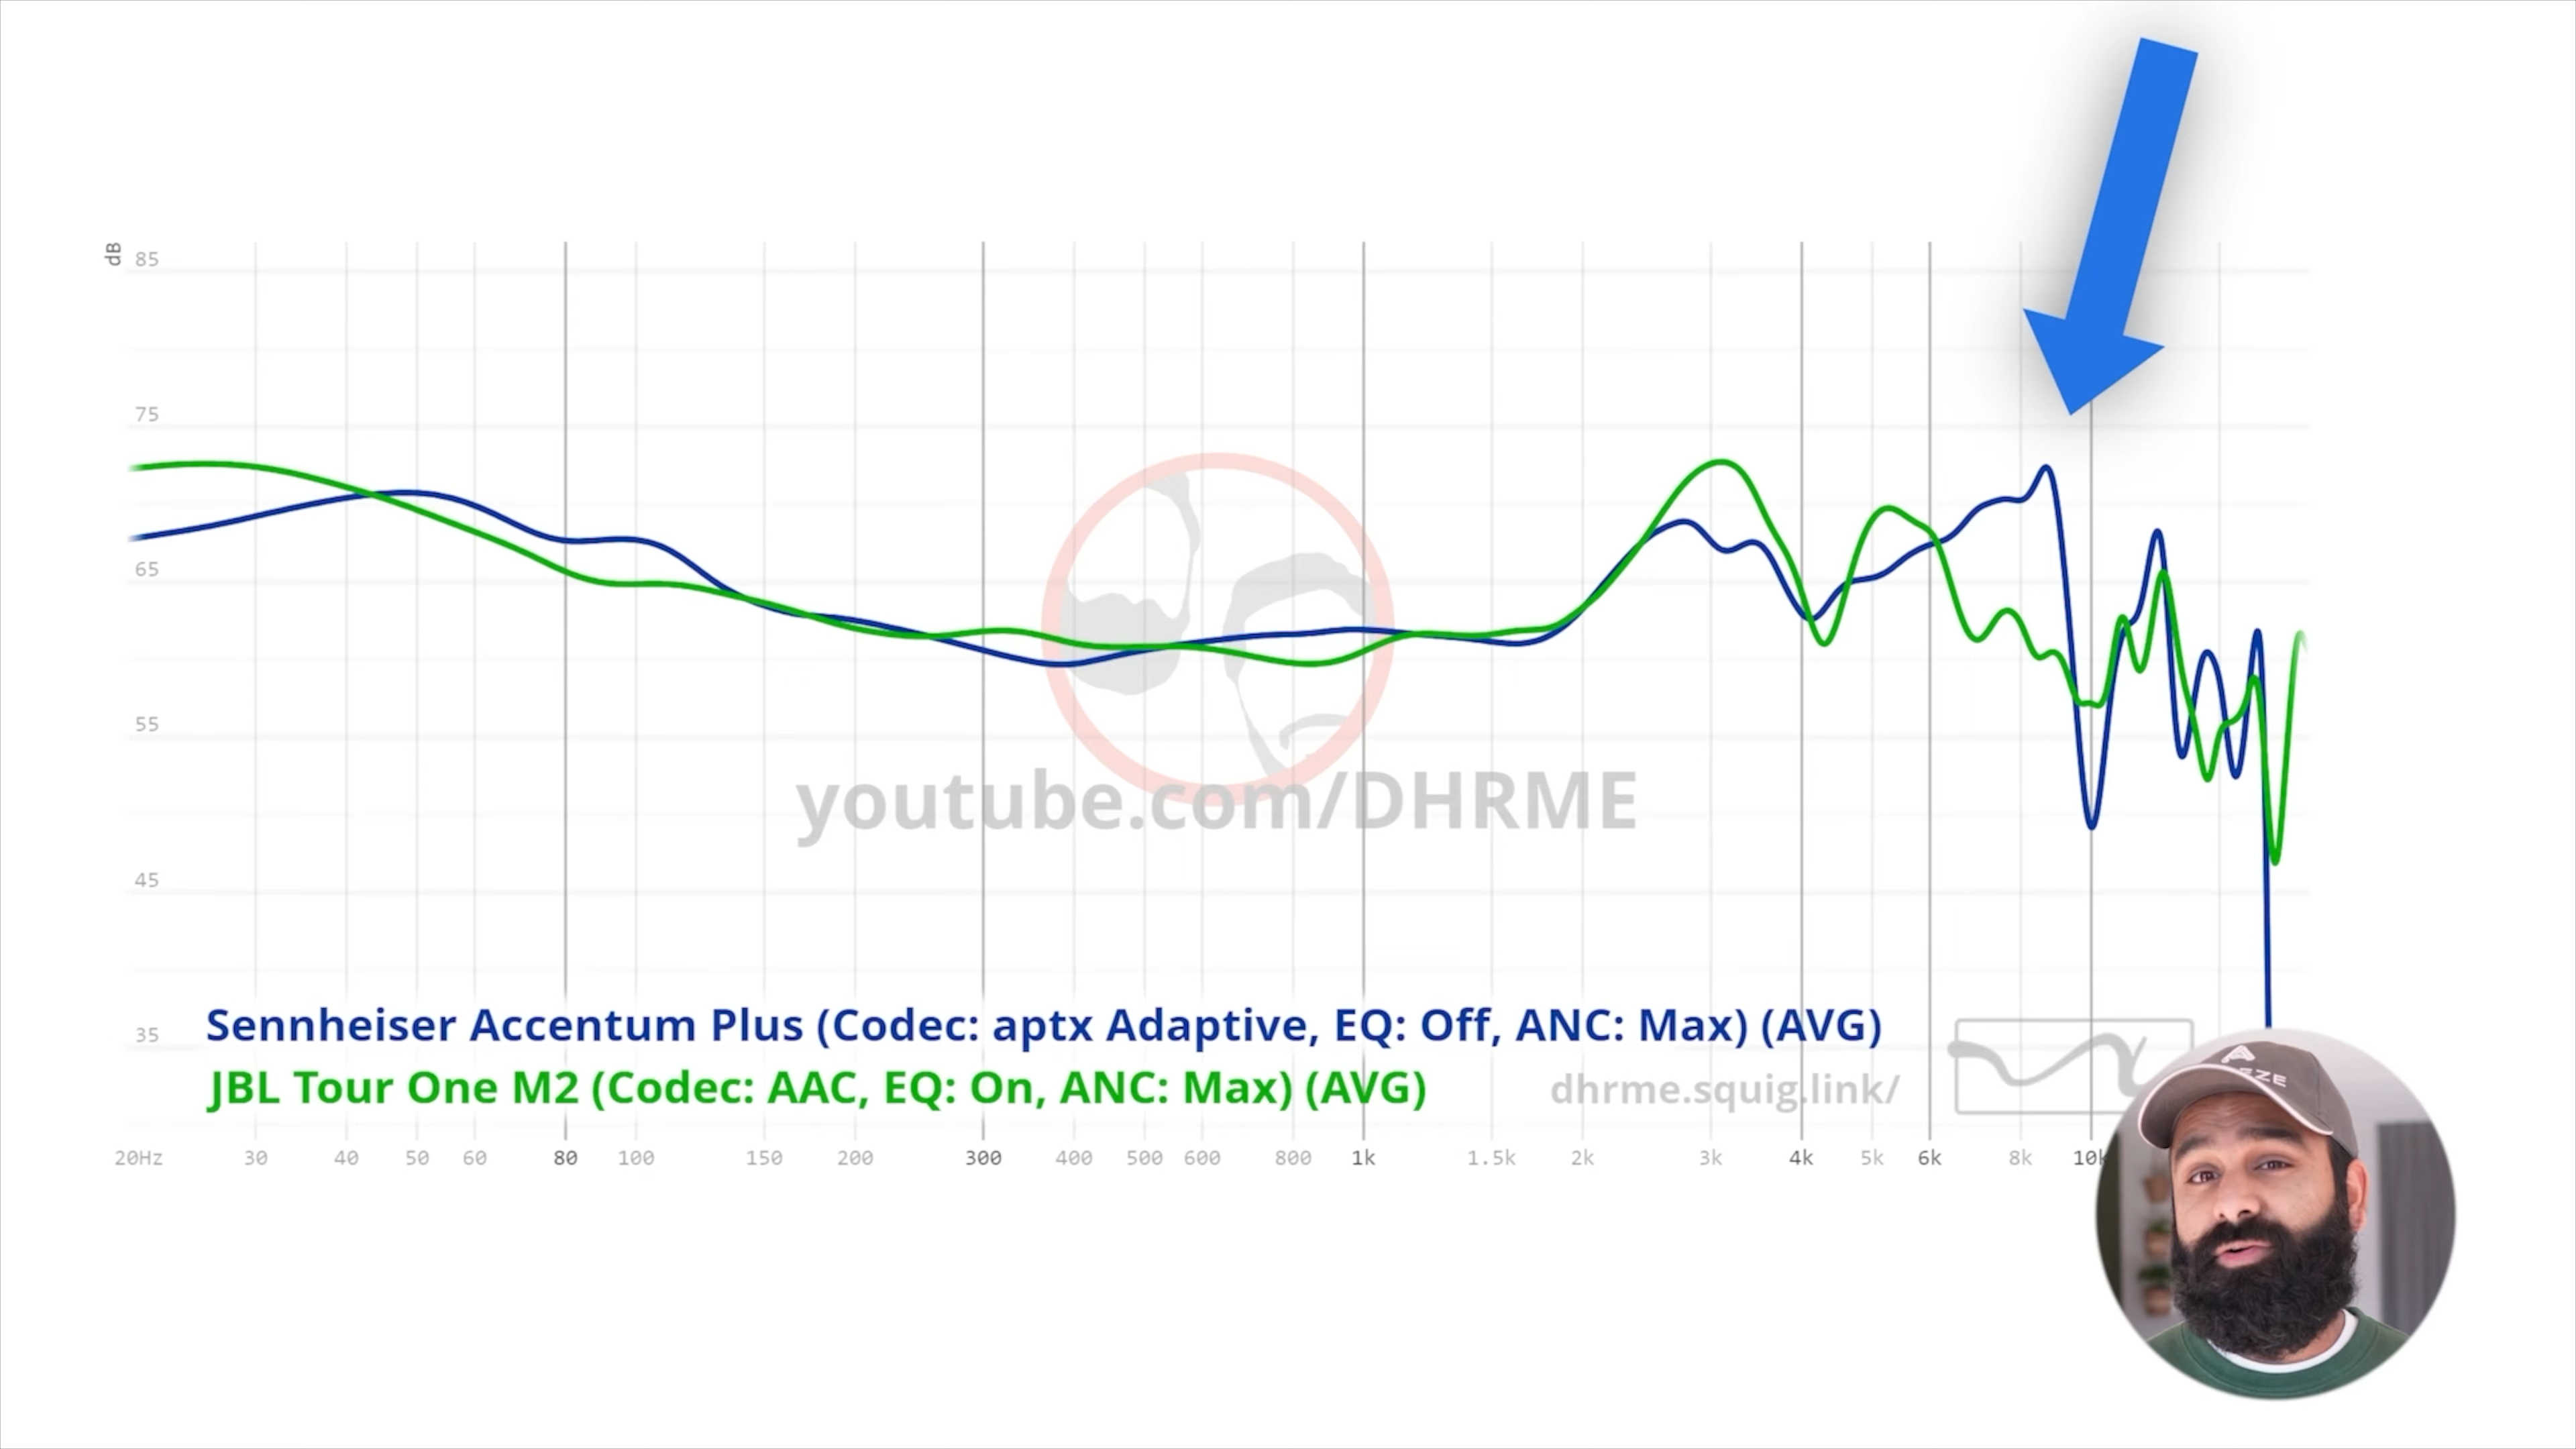 dB
85
75
65
55
45
35
youtube.com/DHRME
Sennheiser Accentum Plus (Codec: aptx Adaptive, EQ: Off, ANC: Max) (AVG)
JBL Tour One M2 (Codec: AAC, EQ: On, ANC: Max) (AVG)
dhrme.squig.link/
20Hz 30 40 50 60 80 100 150 200 300 400 500 600 800 1k 1.5k 2k 3k 4k 5k 6k 8k 10k